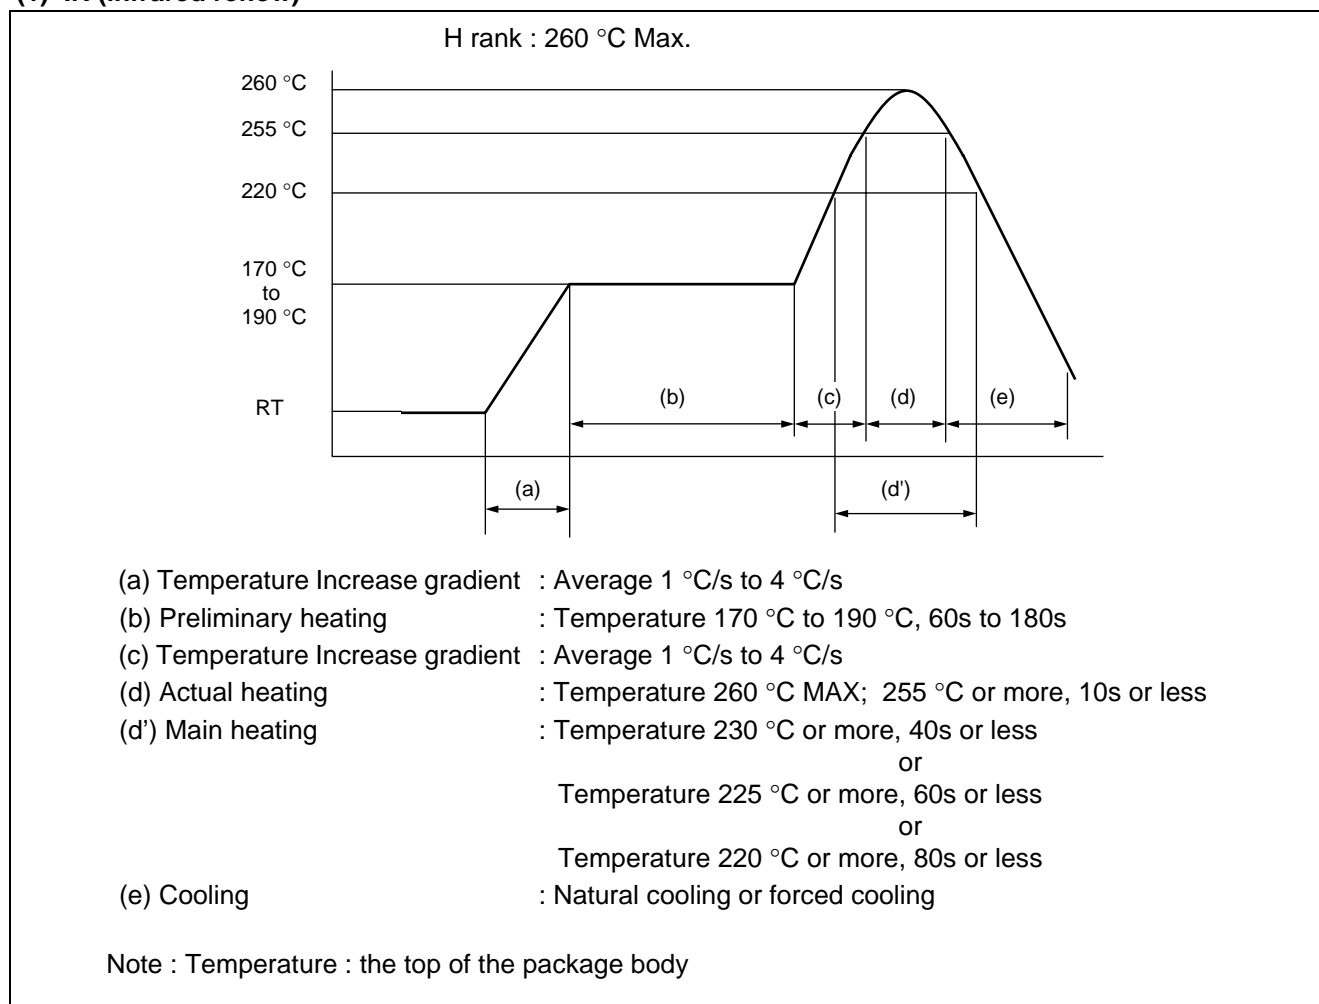 H rank : 260 °C Max.
260 °C
255 °C
220 °C
170 °C
to
190 °C
RT
(b)
(c)
(d)
(e)
(a)
(d')
(a) Temperature Increase gradient : Average 1 °C/s to 4 °C/s
(b) Preliminary heating : Temperature 170 °C to 190 °C, 60s to 180s
(c) Temperature Increase gradient : Average 1 °C/s to 4 °C/s
(d) Actual heating : Temperature 260 °C MAX; 255 °C or more, 10s or less
(d’) Main heating : Temperature 230 °C or more, 40s or less
or
Temperature 225 °C or more, 60s or less
or
Temperature 220 °C or more, 80s or less
(e) Cooling : Natural cooling or forced cooling
Note : Temperature : the top of the package body